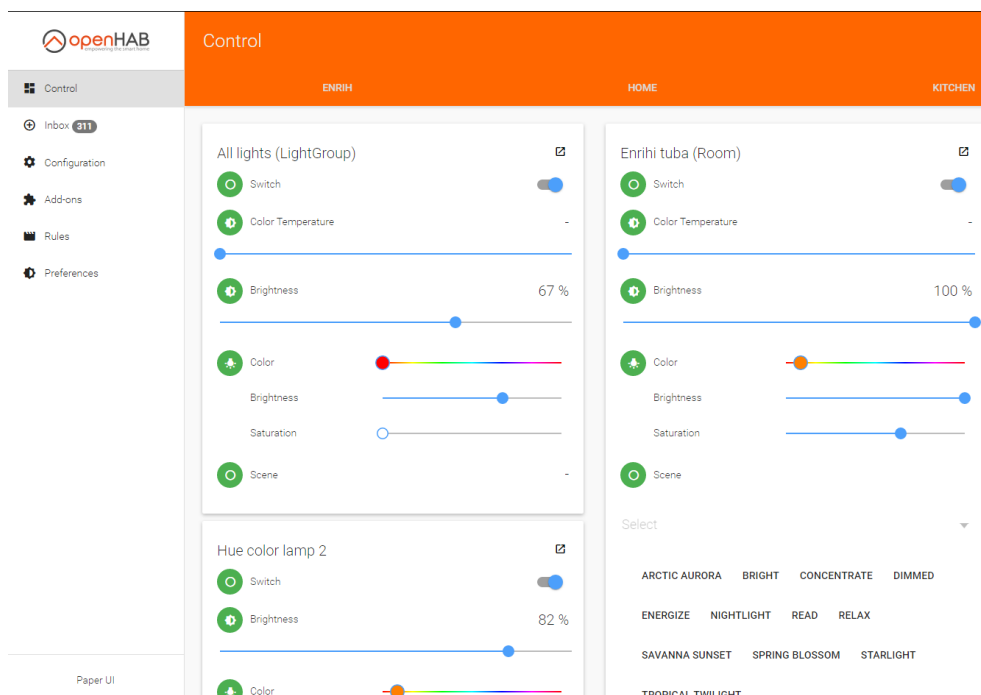 openHAB
empowering the smart home
Control
Inbox 311
Configuration
Add-ons
Rules
Preferences
Paper UI
Control
ENRIH HOME KITCHEN
All lights (LightGroup)
Switch
Color Temperature -
Brightness 67 %
Color
Brightness
Saturation
Scene -
Hue color lamp 2
Switch
Brightness 82 %
Color
Enrihi tuba (Room)
Switch
Color Temperature -
Brightness 100 %
Color
Brightness
Saturation
Scene
Select
ARCTIC AURORA BRIGHT CONCENTRATE DIMMED
ENERGIZE NIGHTLIGHT READ RELAX
SAVANNA SUNSET SPRING BLOSSOM STARLIGHT
TROPICAL TWILIGHT